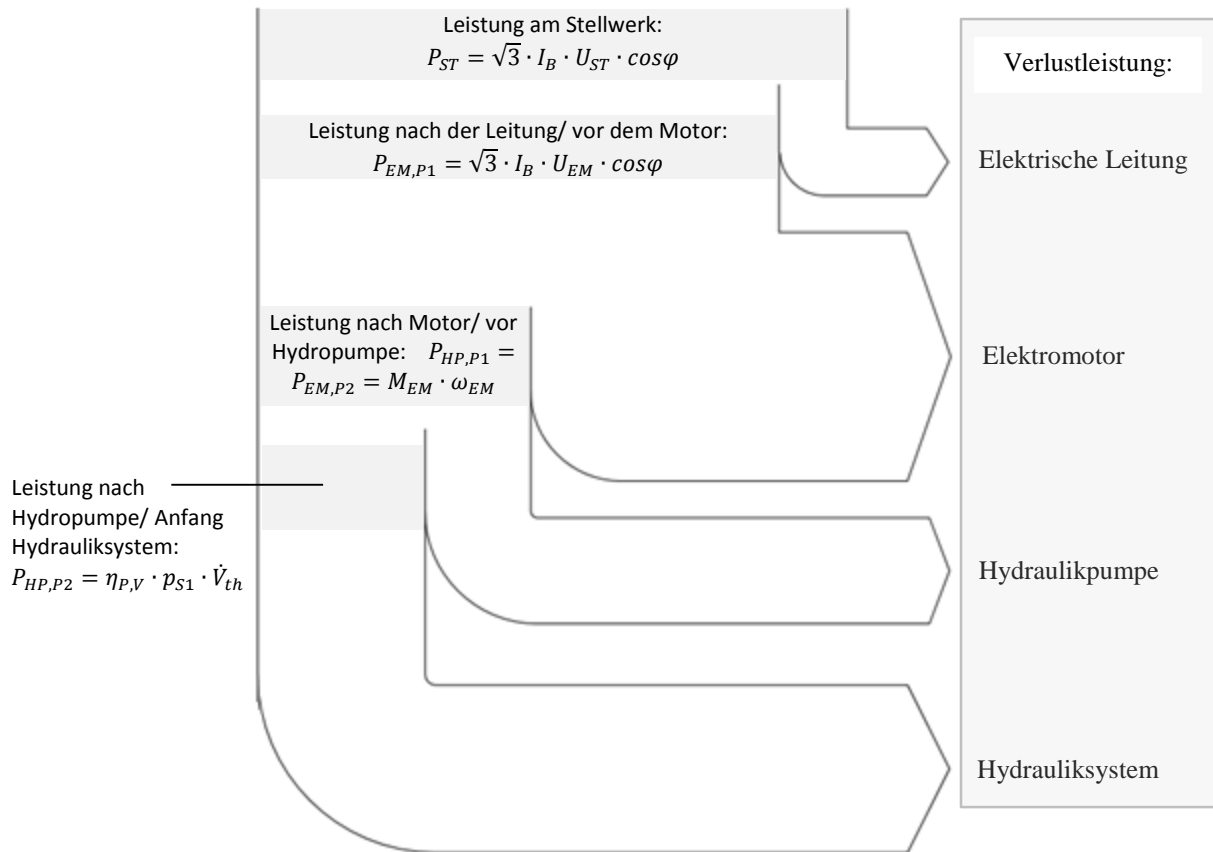 Leistung am Stellwerk:
𝑃_{𝑆𝑇} = √3 ∙ 𝐼_𝐵 ∙ 𝑈_{𝑆𝑇} ∙ 𝑐𝑜𝑠𝜑
Verlustleistung:
Leistung nach der Leitung/ vor dem Motor:
𝑃_{𝐸𝑀,𝑃1} = √3 ∙ 𝐼_𝐵 ∙ 𝑈_{𝐸𝑀} ∙ 𝑐𝑜𝑠𝜑
Elektrische Leitung
Leistung nach Motor/ vor
Hydropumpe: 𝑃_{𝐻𝑃,𝑃1} =
𝑃_{𝐸𝑀,𝑃2} = 𝑀_{𝐸𝑀} ∙ 𝜔_{𝐸𝑀}
Elektromotor
Leistung nach
Hydropumpe/ Anfang
Hydrauliksystem:
𝑃_{𝐻𝑃,𝑃2} = 𝜂_{𝑃,𝑉} ∙ 𝑝_{𝑆1} ∙ 𝑉̇_{𝑡ℎ}
Hydraulikpumpe
Hydrauliksystem